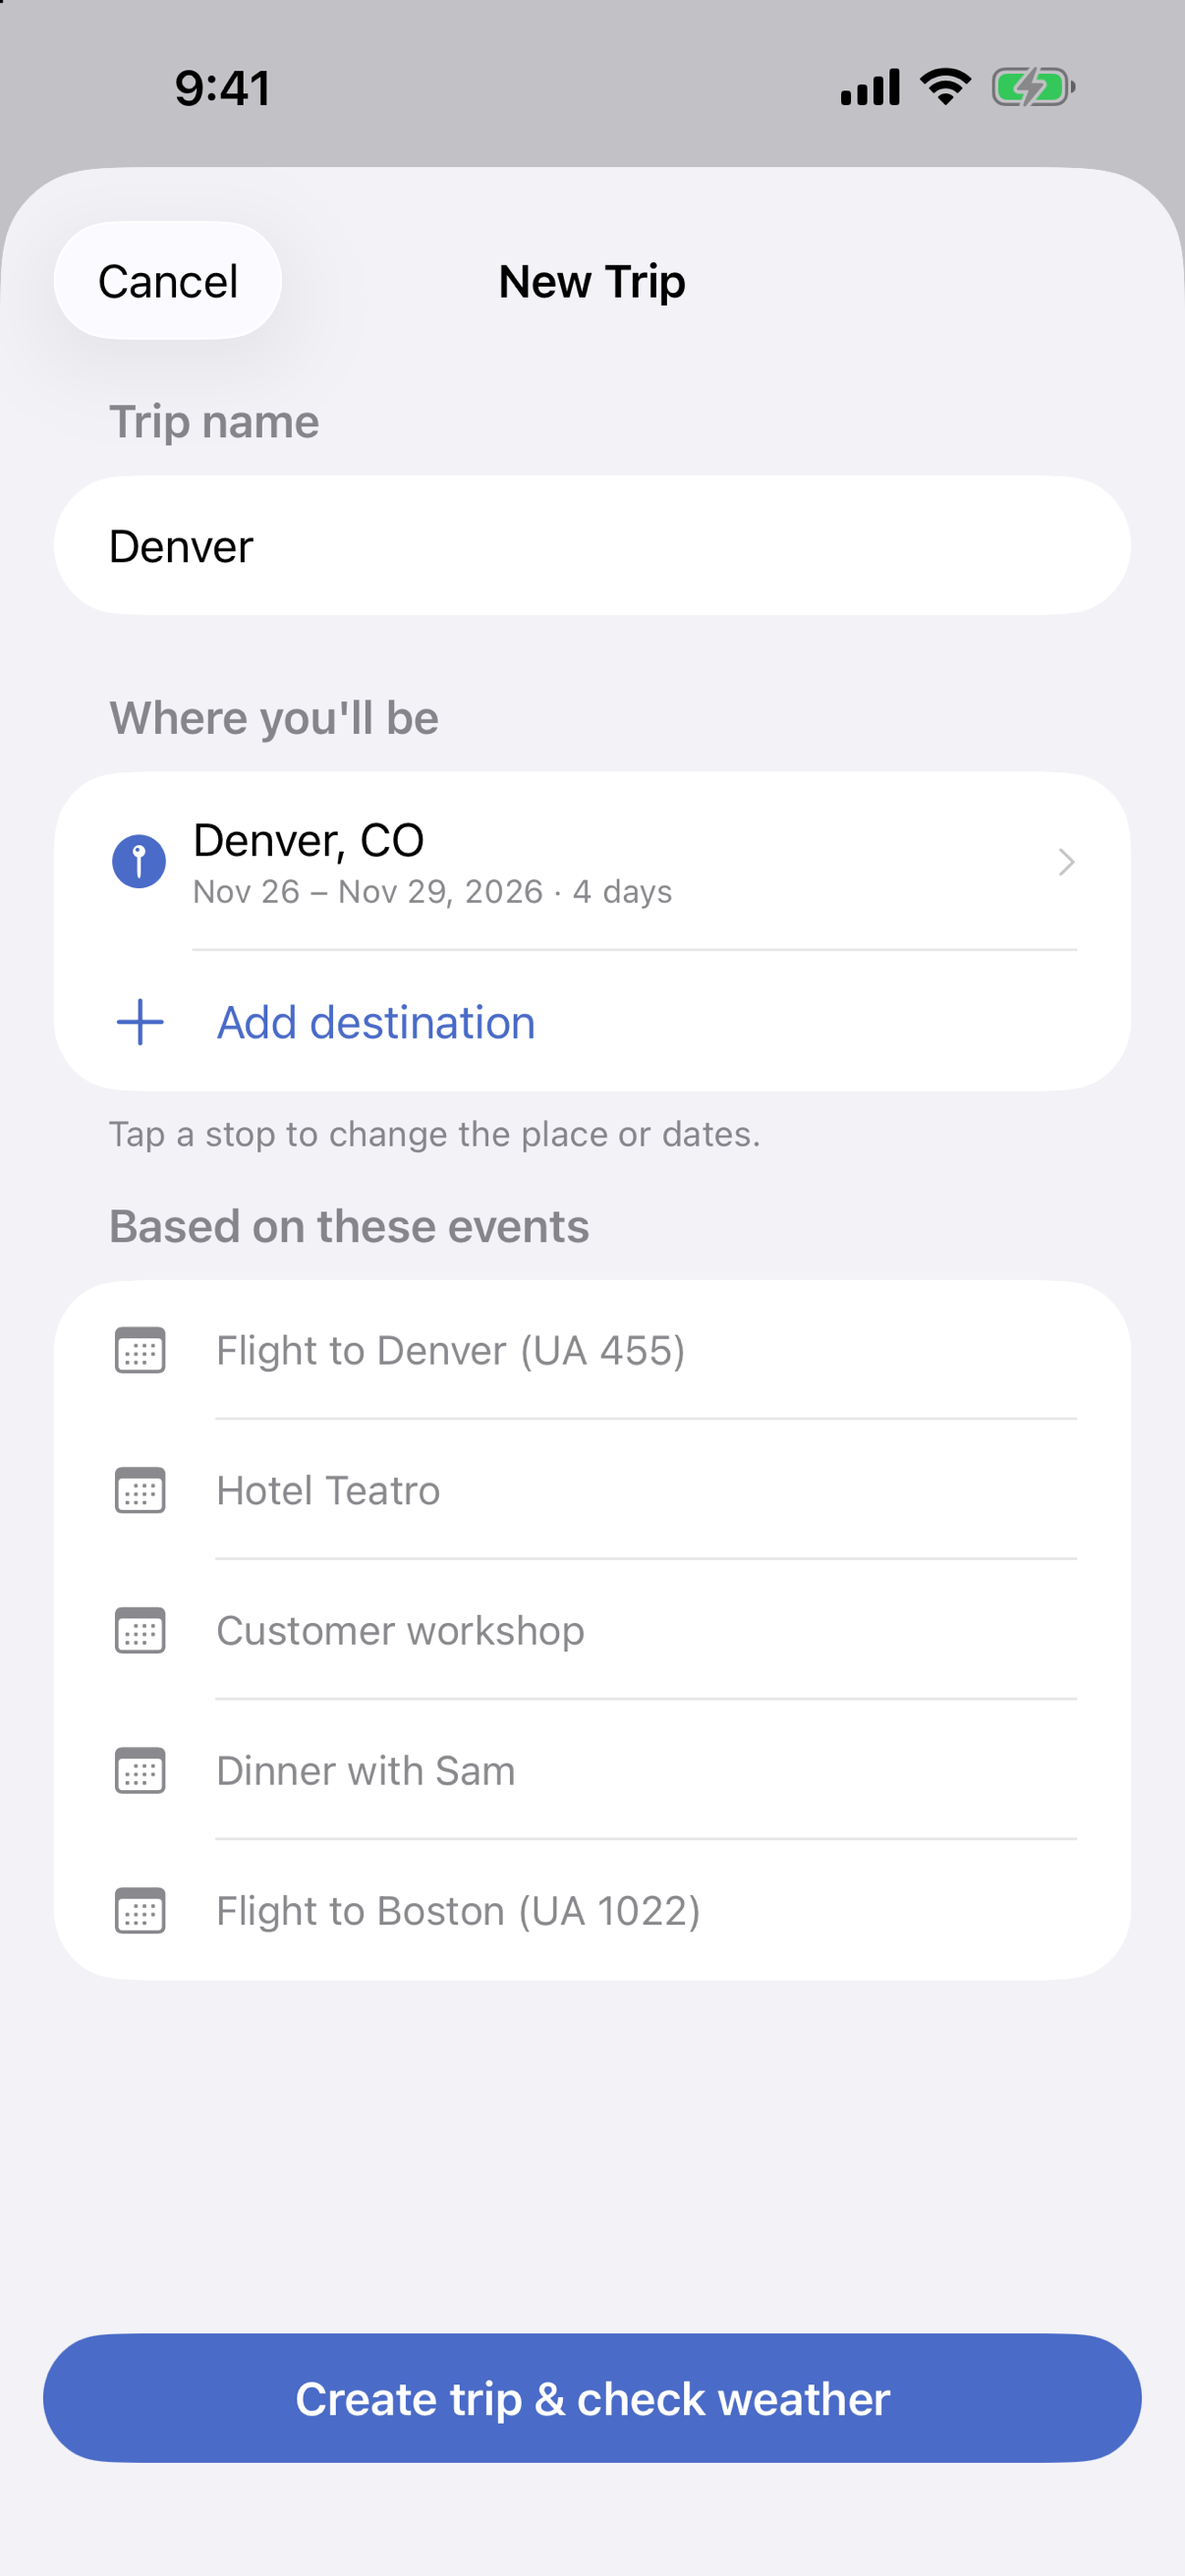 9:41
Cancel
New Trip
Trip name
Denver
Where you'll be
Denver, CO
Nov 26 – Nov 29, 2026 · 4 days
Add destination
Tap a stop to change the place or dates.
Based on these events
Flight to Denver (UA 455)
Hotel Teatro
Customer workshop
Dinner with Sam
Flight to Boston (UA 1022)
Create trip & check weather